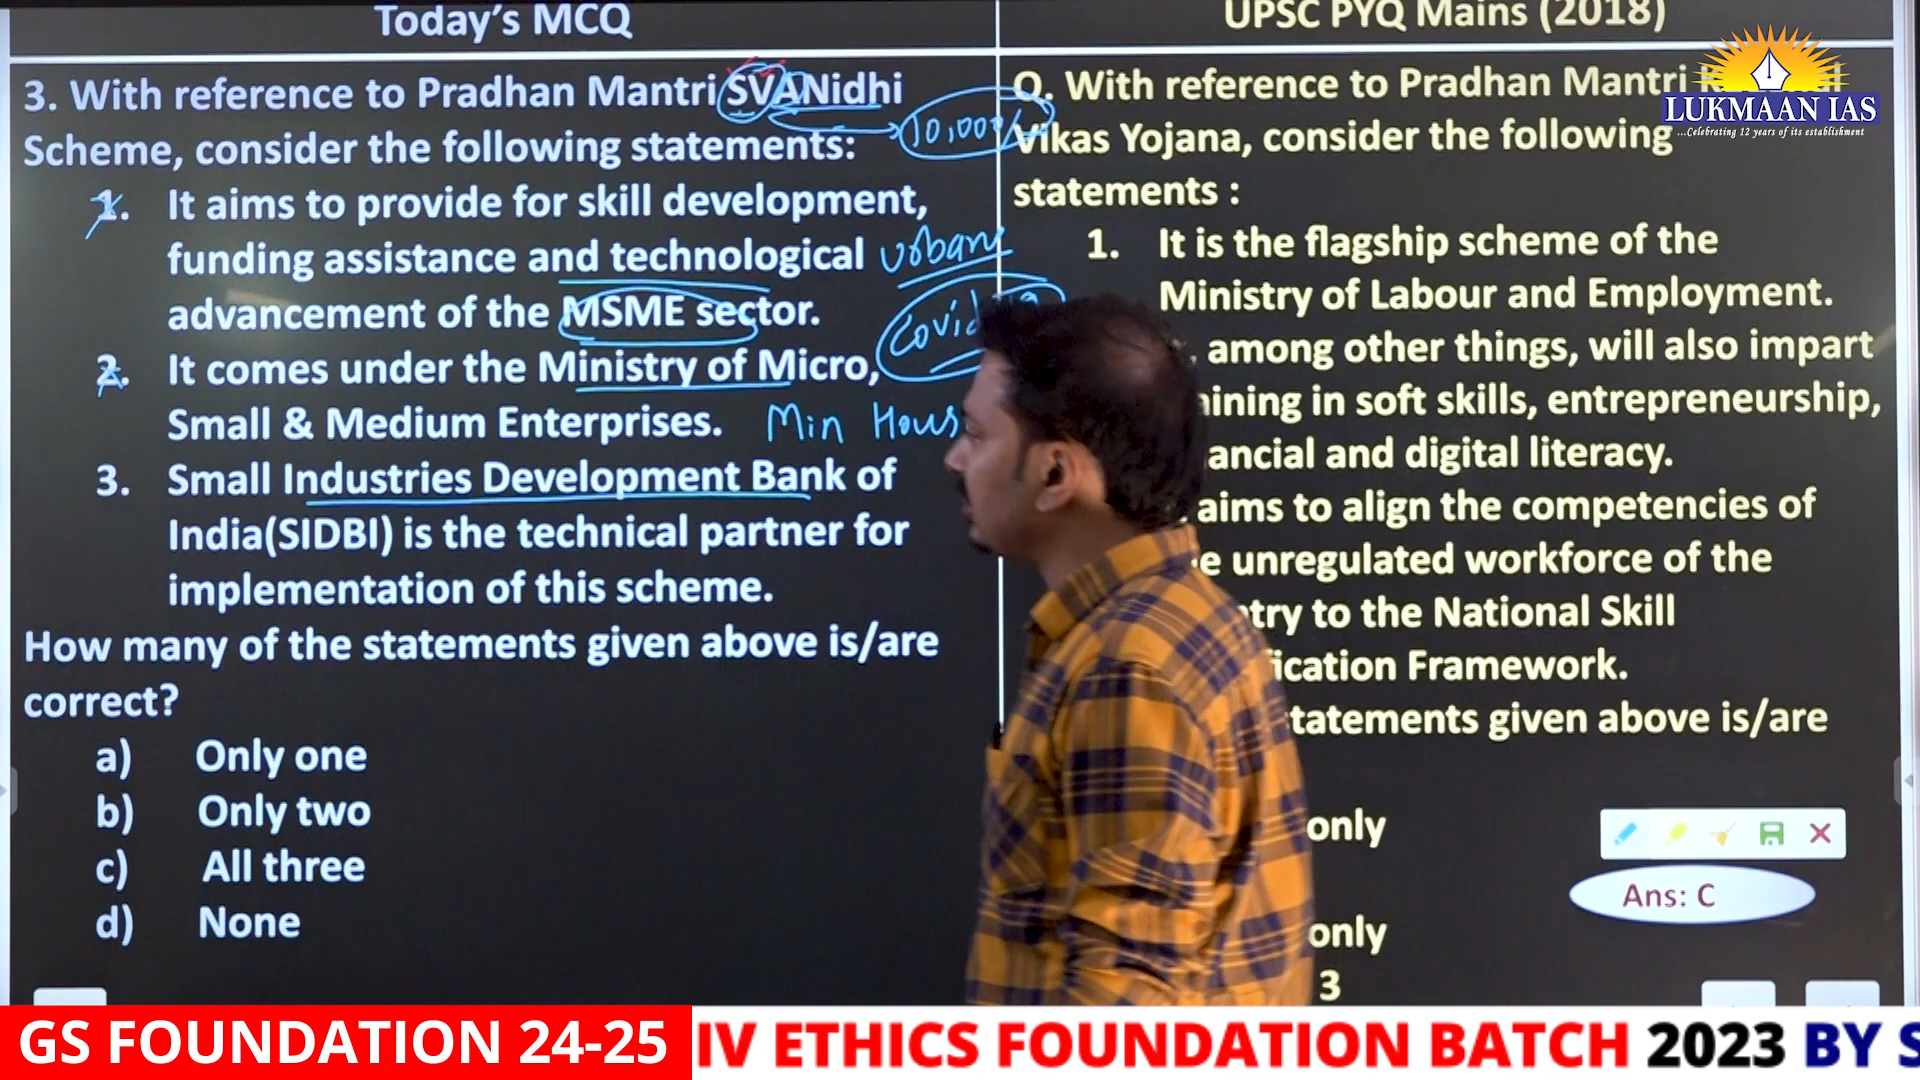 Today's MCQ
3. With reference to Pradhan Mantri SVANidhi
Scheme, consider the following statements:
10,000/
1. It aims to provide for skill development,
funding assistance and technological
advancement of the MSME sector.
urban
Covid
2. It comes under the Ministry of Micro,
Small & Medium Enterprises.
Min Hous
3. Small Industries Development Bank of
India(SIDBI) is the technical partner for
implementation of this scheme.
How many of the statements given above is/are
correct?
a) Only one
b) Only two
c) All three
d) None
UPSC PYQ Mains (2018)
LUKMAAN IAS
...Celebrating 12 years of its establishment
Q. With reference to Pradhan Mantri
Vikas Yojana, consider the following
statements :
1. It is the flagship scheme of the
Ministry of Labour and Employment.
among other things, will also impart
in soft skills, entrepreneurship,
and digital literacy.
aims to align the competencies of
unregulated workforce of the
to the National Skill
Framework.
statements given above is/are
only
Ans: C
only
3
GS FOUNDATION 24-25
IV ETHICS FOUNDATION BATCH 2023 BY S